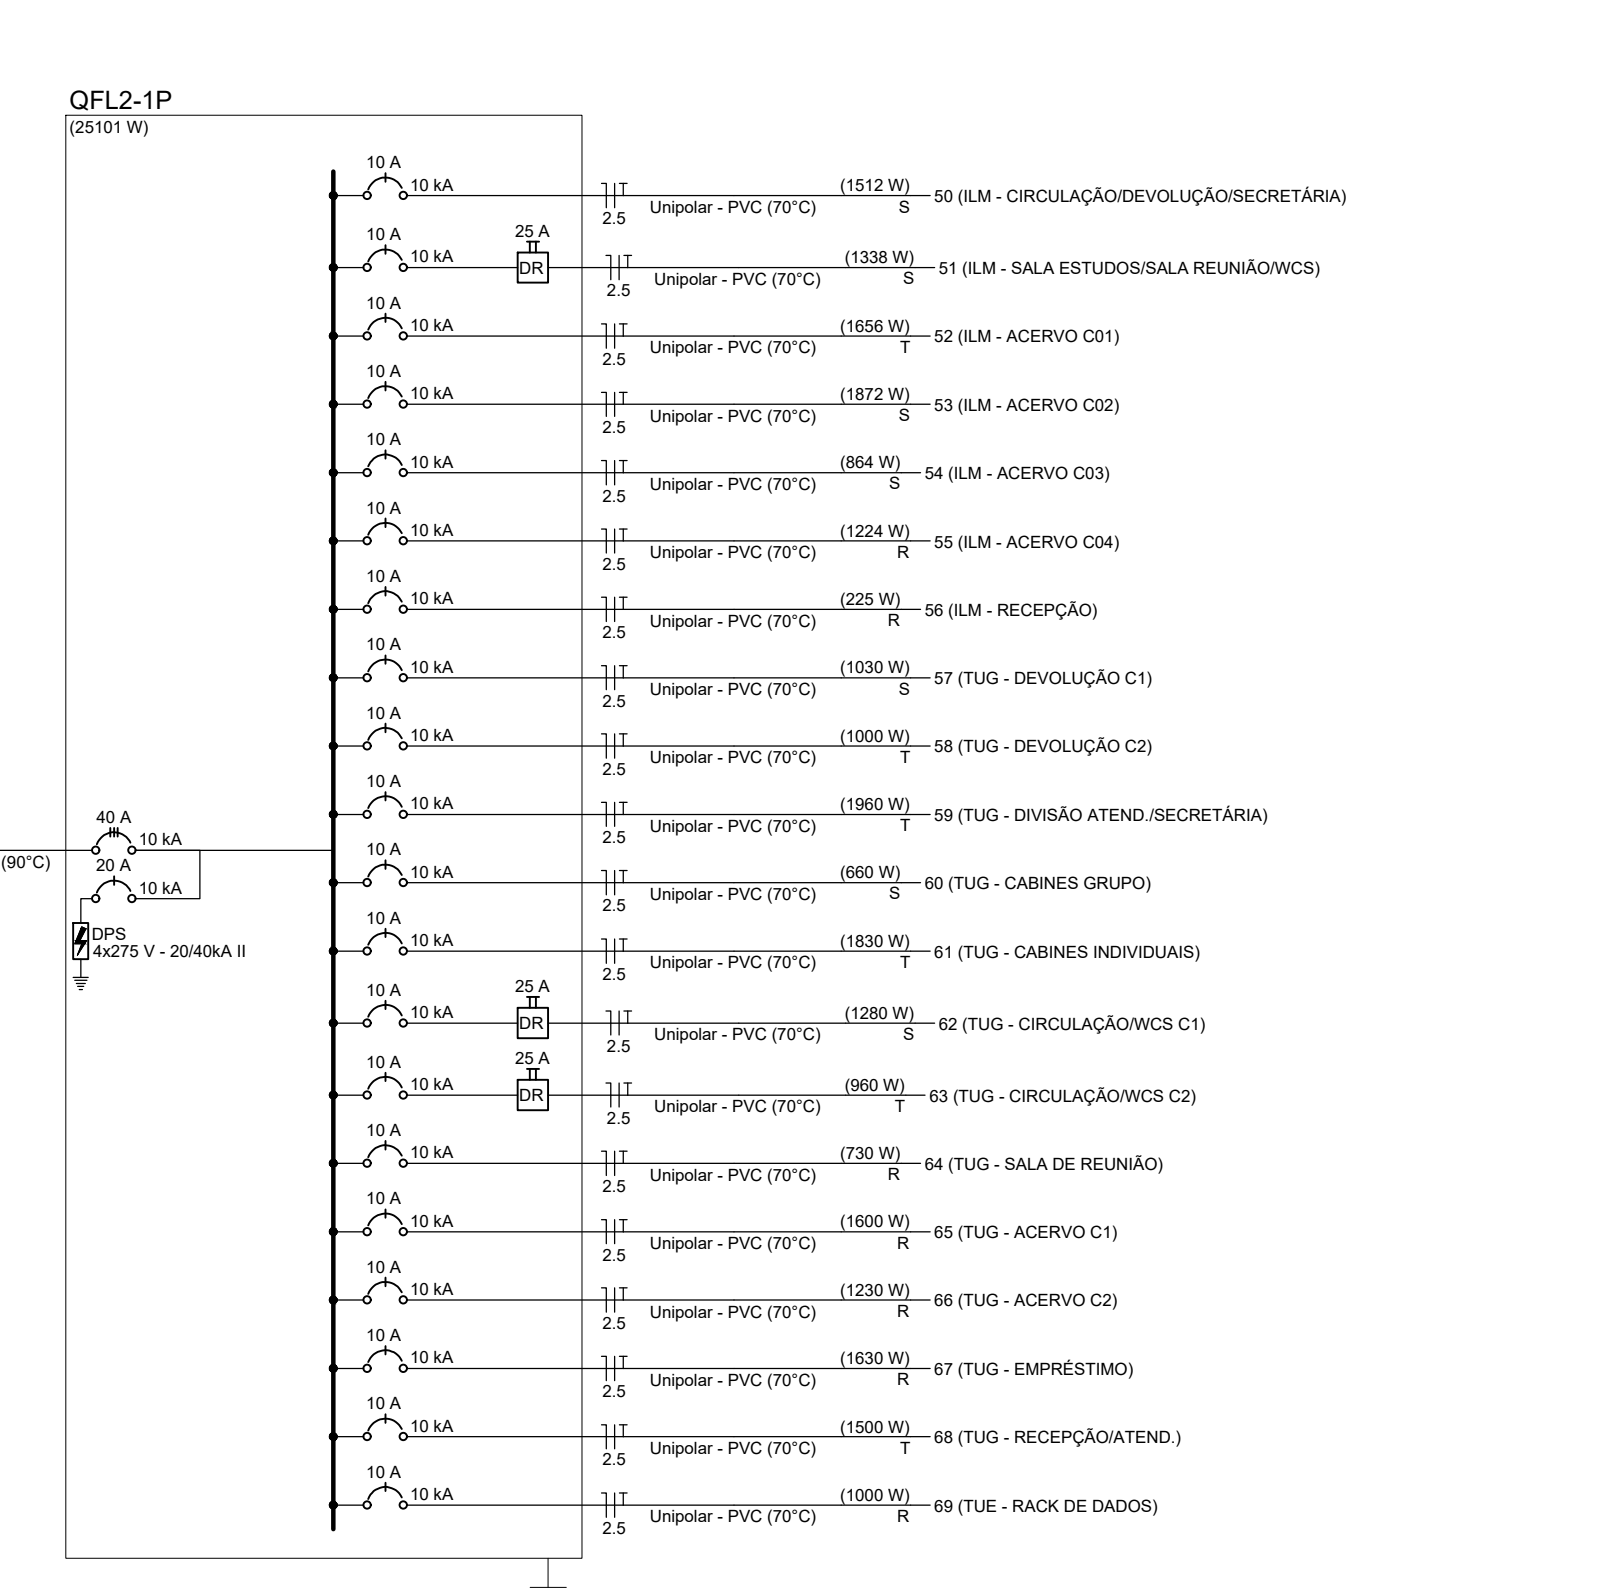 QFL2-1P
(25101 W)
10 A
10 kA
2.5
Unipolar - PVC (70°C)
(1512 W)
S
50 (ILM - CIRCULAÇÃO/DEVOLUÇÃO/SECRETÁRIA)
10 A
10 kA
25 A
DR
2.5
Unipolar - PVC (70°C)
(1338 W)
S
51 (ILM - SALA ESTUDOS/SALA REUNIÃO/WCS)
10 A
10 kA
2.5
Unipolar - PVC (70°C)
(1656 W)
T
52 (ILM - ACERVO C01)
10 A
10 kA
2.5
Unipolar - PVC (70°C)
(1872 W)
S
53 (ILM - ACERVO C02)
10 A
10 kA
2.5
Unipolar - PVC (70°C)
(864 W)
S
54 (ILM - ACERVO C03)
10 A
10 kA
2.5
Unipolar - PVC (70°C)
(1224 W)
R
55 (ILM - ACERVO C04)
10 A
10 kA
2.5
Unipolar - PVC (70°C)
(225 W)
R
56 (ILM - RECEPÇÃO)
10 A
10 kA
2.5
Unipolar - PVC (70°C)
(1030 W)
S
57 (TUG - DEVOLUÇÃO C1)
10 A
10 kA
2.5
Unipolar - PVC (70°C)
(1000 W)
T
58 (TUG - DEVOLUÇÃO C2)
10 A
10 kA
2.5
Unipolar - PVC (70°C)
(1960 W)
T
59 (TUG - DIVISÃO ATEND./SECRETÁRIA)
40 A
10 kA
(90°C)
20 A
10 kA
DPS
4x275 V - 20/40kA II
10 A
10 kA
2.5
Unipolar - PVC (70°C)
(660 W)
S
60 (TUG - CABINES GRUPO)
10 A
10 kA
2.5
Unipolar - PVC (70°C)
(1830 W)
T
61 (TUG - CABINES INDIVIDUAIS)
10 A
10 kA
25 A
DR
2.5
Unipolar - PVC (70°C)
(1280 W)
S
62 (TUG - CIRCULAÇÃO/WCS C1)
10 A
10 kA
25 A
DR
2.5
Unipolar - PVC (70°C)
(960 W)
T
63 (TUG - CIRCULAÇÃO/WCS C2)
10 A
10 kA
2.5
Unipolar - PVC (70°C)
(730 W)
R
64 (TUG - SALA DE REUNIÃO)
10 A
10 kA
2.5
Unipolar - PVC (70°C)
(1600 W)
R
65 (TUG - ACERVO C1)
10 A
10 kA
2.5
Unipolar - PVC (70°C)
(1230 W)
R
66 (TUG - ACERVO C2)
10 A
10 kA
2.5
Unipolar - PVC (70°C)
(1630 W)
R
67 (TUG - EMPRÉSTIMO)
10 A
10 kA
2.5
Unipolar - PVC (70°C)
(1500 W)
T
68 (TUG - RECEPÇÃO/ATEND.)
10 A
10 kA
2.5
Unipolar - PVC (70°C)
(1000 W)
R
69 (TUE - RACK DE DADOS)